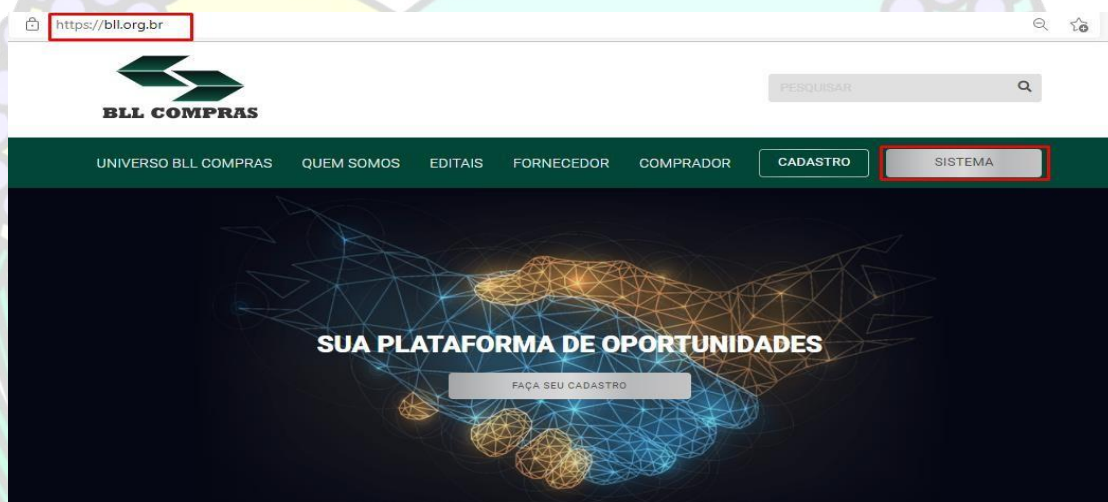 https://bll.org.br
BLL COMPRAS
PESQUISAR
UNIVERSO BLL COMPRAS QUEM SOMOS EDITAIS FORNECEDOR COMPRADOR CADASTRO SISTEMA
SUA PLATAFORMA DE OPORTUNIDADES
FAÇA SEU CADASTRO